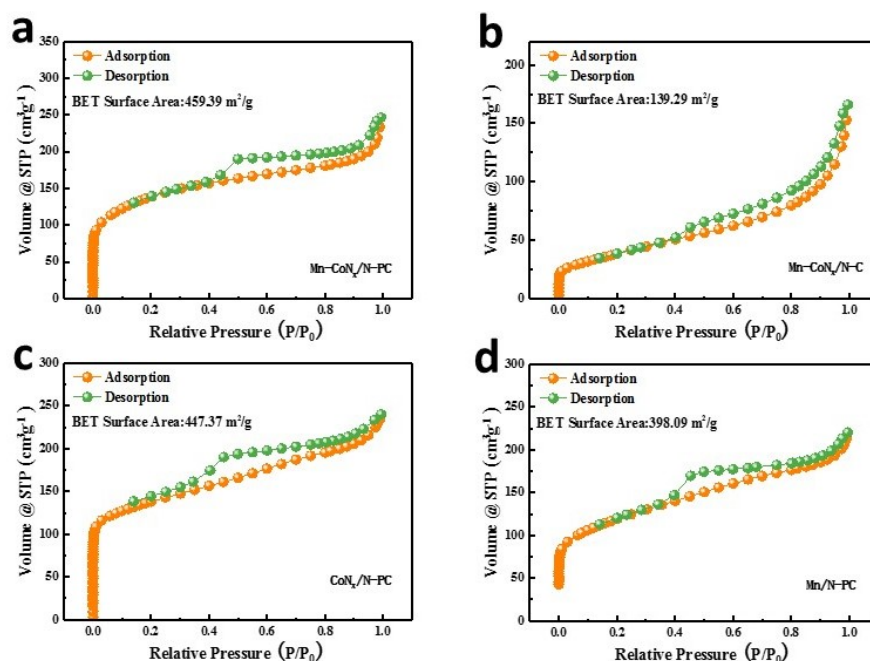 a
350
300
250
200
150
100
50
0
Volume @ STP (cm³g⁻¹)
Adsorption
Desorption
BET Surface Area:459.39 m²/g
Mn-CoNₓ/N-PC
0.0 0.2 0.4 0.6 0.8 1.0
Relative Pressure (P/P₀)
b
200
150
100
50
0
Volume @ STP (cm³g⁻¹)
Adsorption
Desorption
BET Surface Area:139.29 m²/g
Mn-CoNₓ/N-C
0.0 0.2 0.4 0.6 0.8 1.0
Relative Pressure (P/P₀)
c
300
250
200
150
100
50
0
Volume @ STP (cm³g⁻¹)
Adsorption
Desorption
BET Surface Area:447.37 m²/g
CoNₓ/N-PC
0.0 0.2 0.4 0.6 0.8 1.0
Relative Pressure (P/P₀)
d
300
250
200
150
100
50
0
Volume @ STP (cm³g⁻¹)
Adsorption
Desorption
BET Surface Area:398.09 m²/g
Mn/N-PC
0.0 0.2 0.4 0.6 0.8 1.0
Relative Pressure (P/P₀)